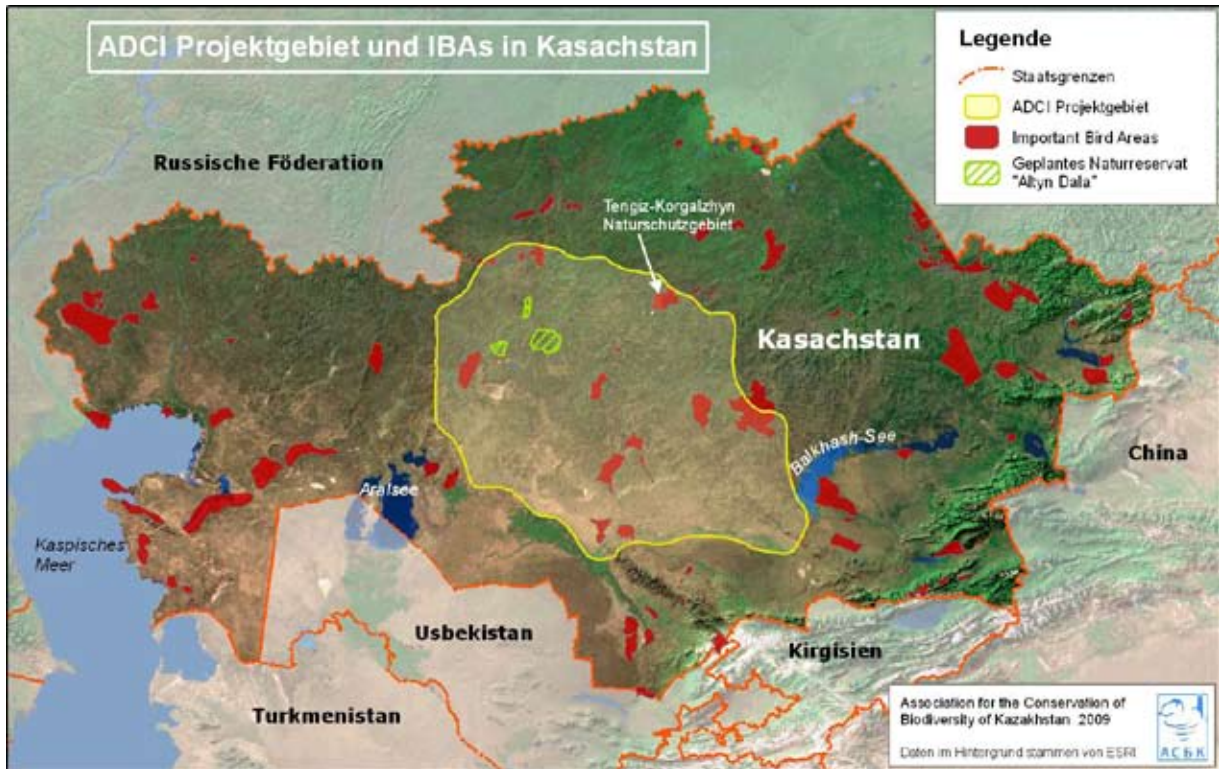 ADCI Projektgebiet und IBAs in Kasachstan
Legende
Staatsgrenzen
ADCI Projektgebiet
Important Bird Areas
Geplantes Naturreservat
"Altyn Dala"
Russische Föderation
Tengiz-Korgalzhyn
Naturschutzgebiet
Kasachstan
Balkhash-See
China
Aralsee
Kaspisches
Meer
Usbekistan
Kirgisien
Turkmenistan
Association for the Conservation of
Biodiversity of Kazakhstan 2009
Daten im Hintergrund stammen von ESRI
АСБК